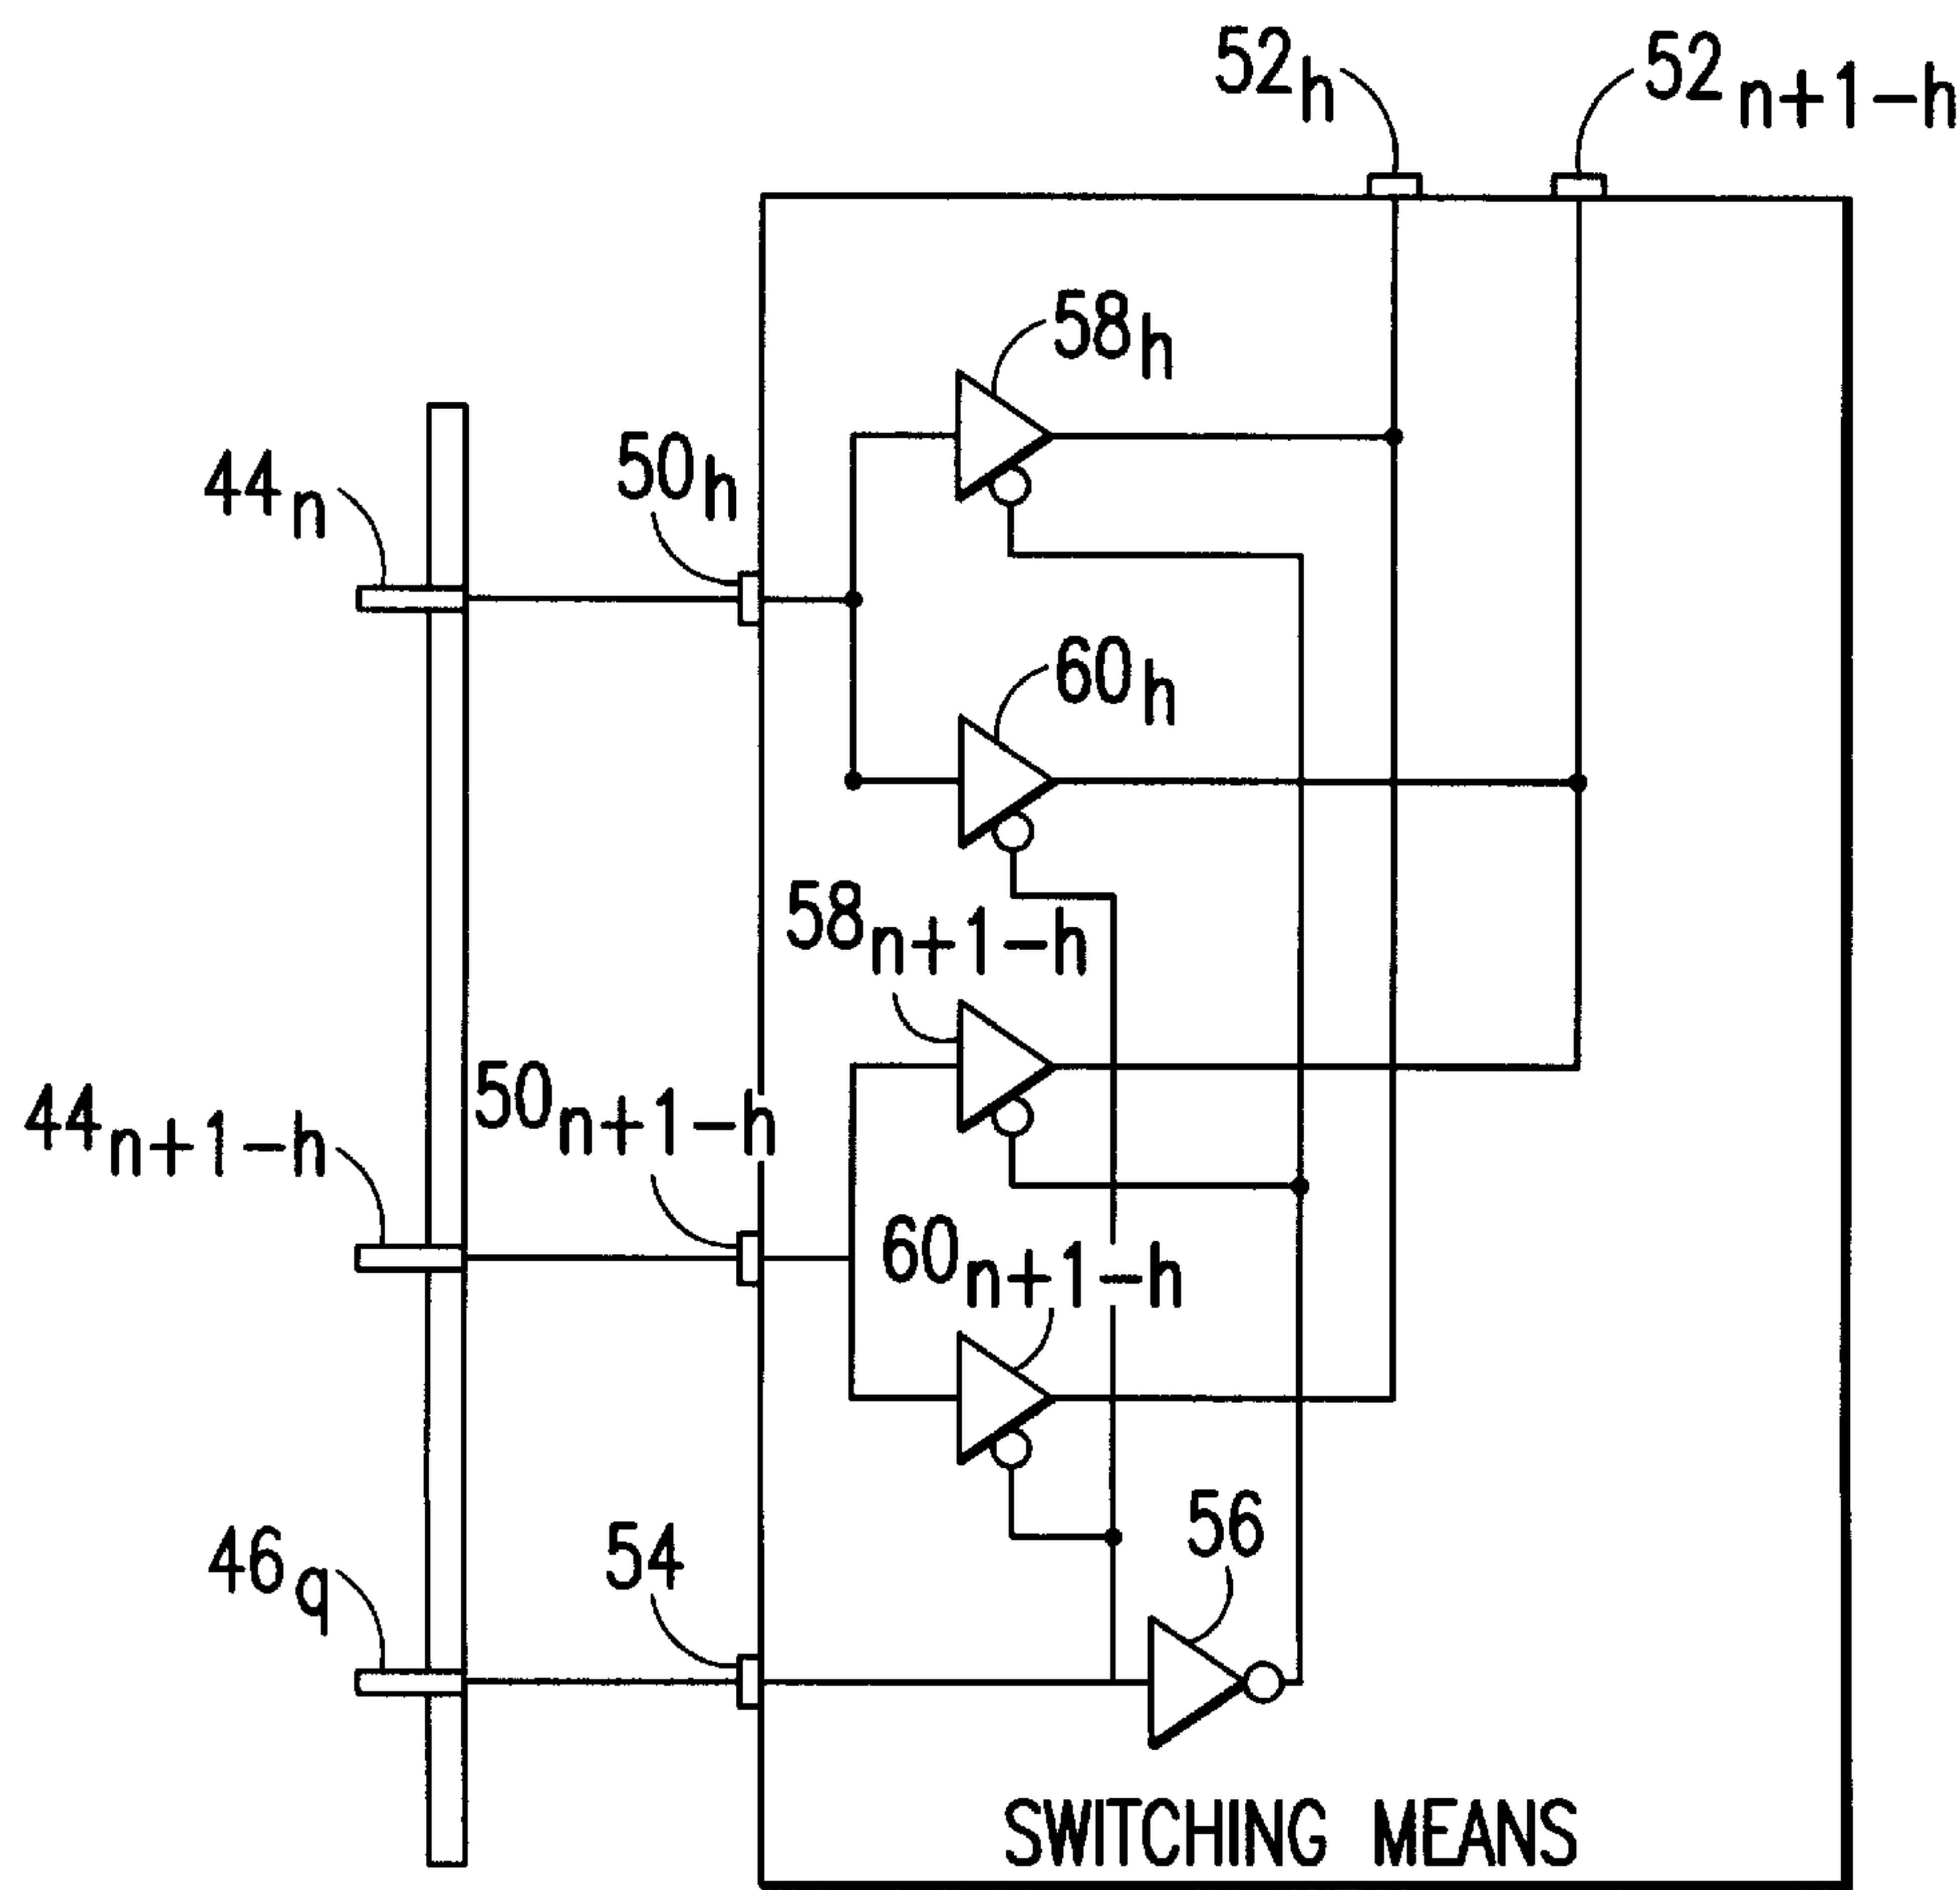 52h
52n+1-h
58h
44n
50h
60h
58n+1-h
44n+1-h
50n+1-h
60n+1-h
46q
54
56
SWITCHING MEANS